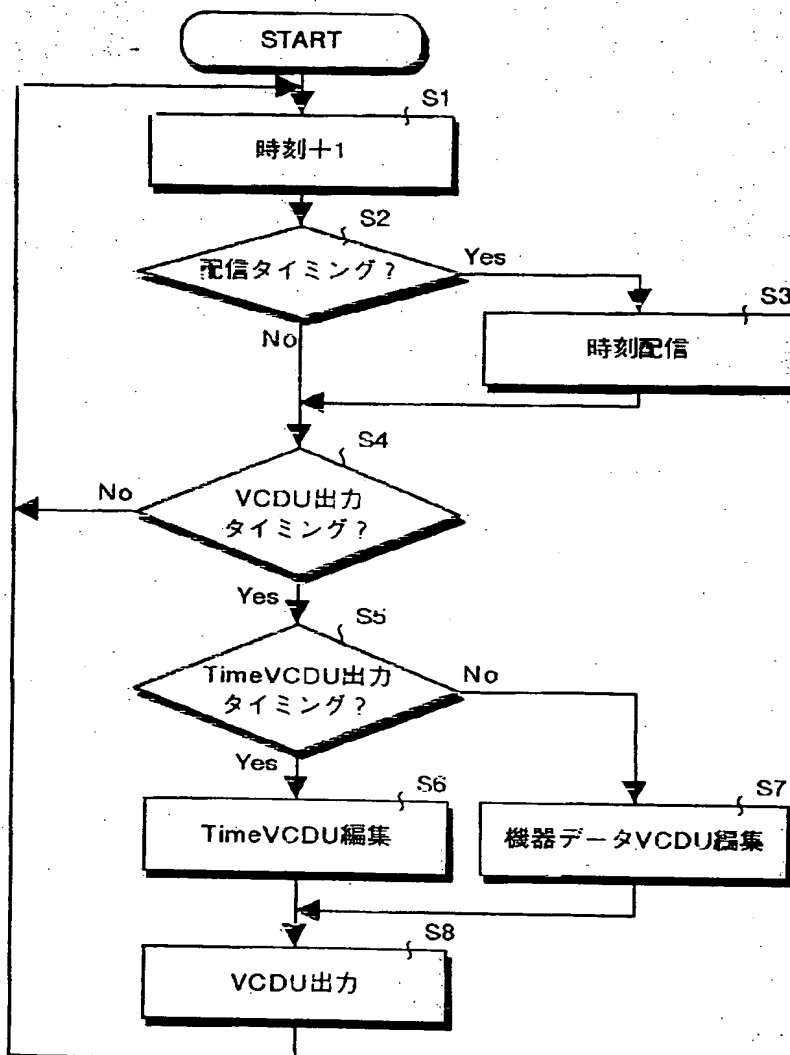 START
S1
時刻+1
S2
配信タイミング?
Yes
No
S3
時刻配信
S4
VCDU出力
タイミング?
No
Yes
S5
TimeVCDU出力
タイミング?
No
Yes
S6
TimeVCDU編集
S7
機器データVCDU編集
S8
VCDU出力